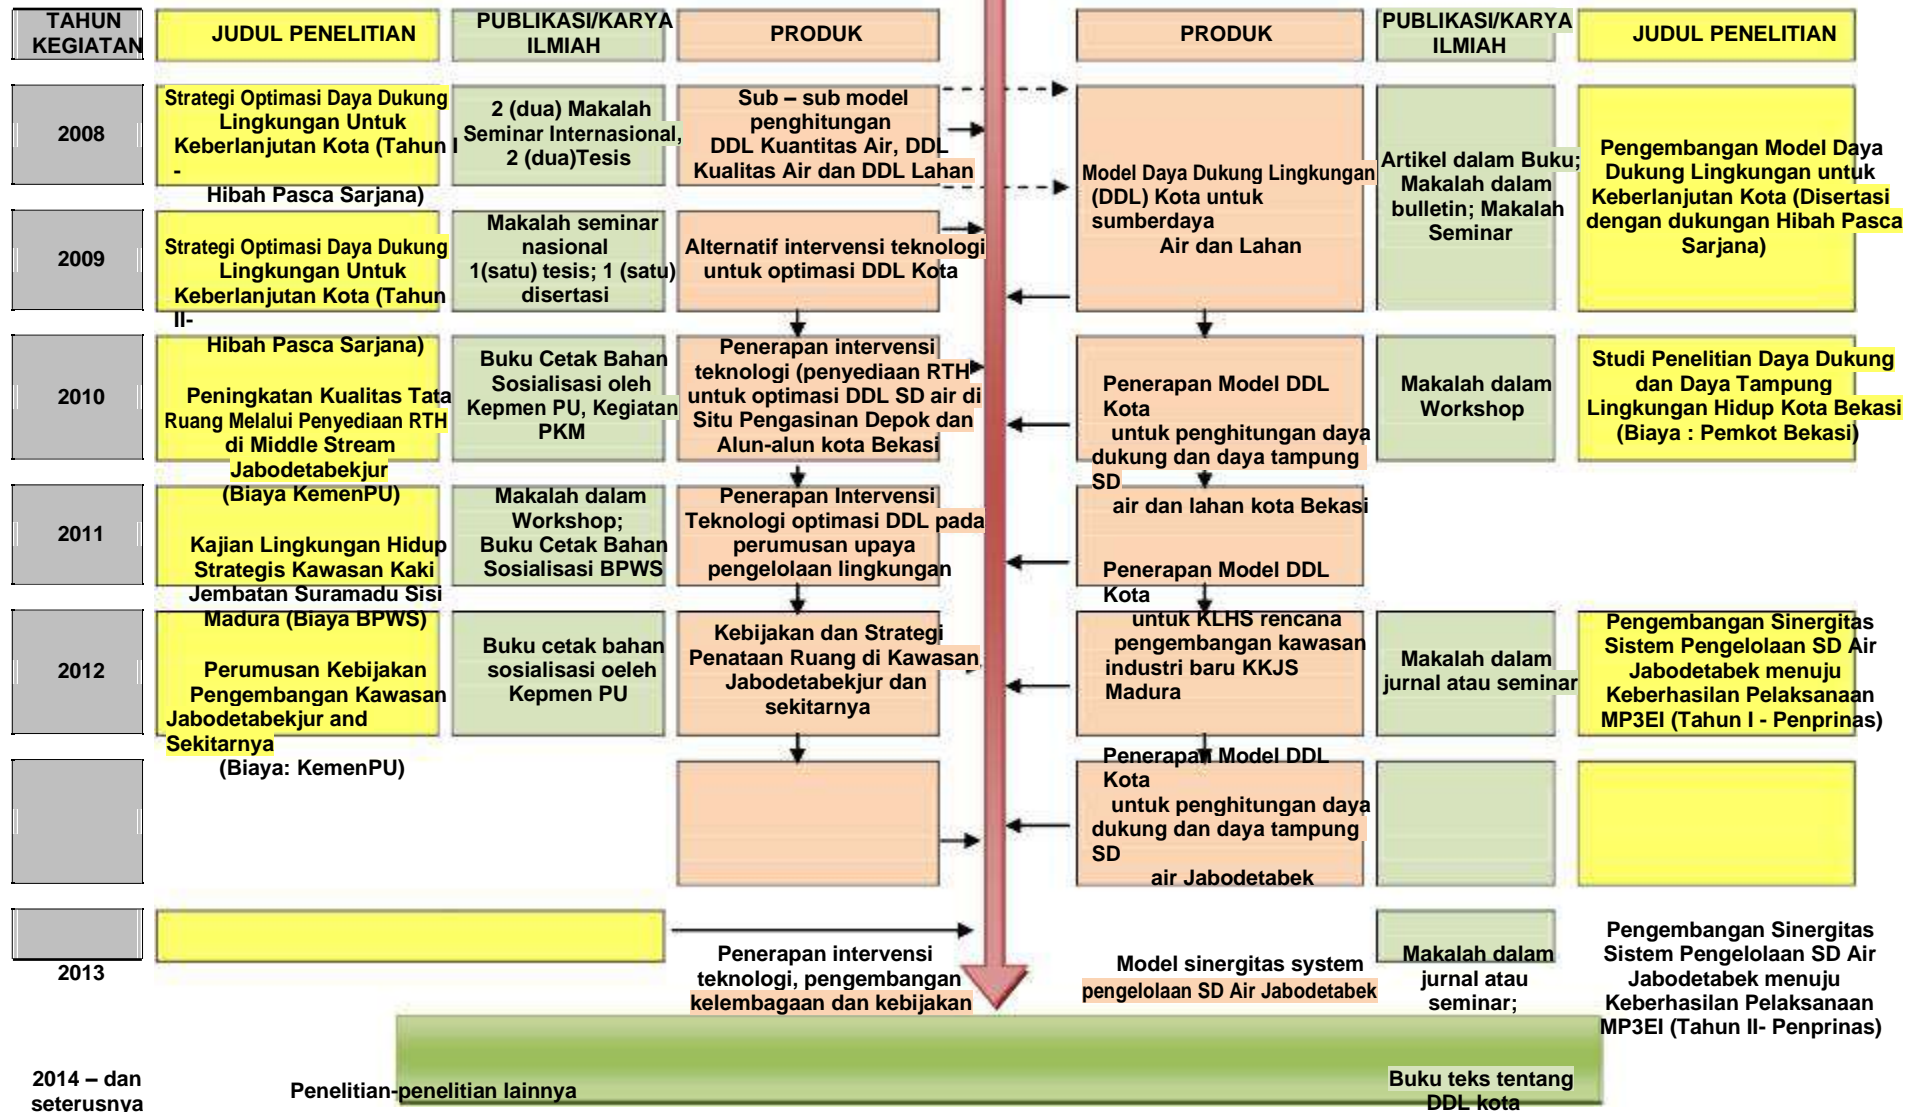 TAHUN
KEGIATAN
JUDUL PENELITIAN
PUBLIKASI/KARYA
ILMIAH
PRODUK
PRODUK
PUBLIKASI/KARYA
ILMIAH
JUDUL PENELITIAN
2008
Strategi Optimasi Daya Dukung
Lingkungan Untuk
Keberlanjutan Kota (Tahun I
-
Hibah Pasca Sarjana)
2 (dua) Makalah
Seminar Internasional,
2 (dua)Tesis
Sub – sub model
penghitungan
DDL Kuantitas Air, DDL
Kualitas Air dan DDL Lahan
Model Daya Dukung Lingkungan
(DDL) Kota untuk
sumberdaya
Air dan Lahan
Artikel dalam Buku;
Makalah dalam
bulletin; Makalah
Seminar
Pengembangan Model Daya
Dukung Lingkungan untuk
Keberlanjutan Kota (Disertasi
dengan dukungan Hibah Pasca
Sarjana)
2009
Strategi Optimasi Daya Dukung
Lingkungan Untuk
Keberlanjutan Kota (Tahun
II-
Hibah Pasca Sarjana)
Makalah seminar
nasional
1(satu) tesis; 1 (satu)
disertasi
Alternatif intervensi teknologi
untuk optimasi DDL Kota
2010
Peningkatan Kualitas Tata
Ruang Melalui Penyediaan RTH
di Middle Stream
Jabodetabekjur
(Biaya KemenPU)
Buku Cetak Bahan
Sosialisasi oleh
Kepmen PU, Kegiatan
PKM
Penerapan intervensi
teknologi (penyediaan RTH
untuk optimasi DDL SD air di
Situ Pengasinan Depok dan
Alun-alun kota Bekasi
Penerapan Model DDL
Kota
untuk penghitungan daya
dukung dan daya tampung
SD
air dan lahan kota Bekasi
Makalah dalam
Workshop
Studi Penelitian Daya Dukung
dan Daya Tampung
Lingkungan Hidup Kota Bekasi
(Biaya : Pemkot Bekasi)
2011
Kajian Lingkungan Hidup
Strategis Kawasan Kaki
Jembatan Suramadu Sisi
Madura (Biaya BPWS)
Makalah dalam
Workshop;
Buku Cetak Bahan
Sosialisasi BPWS
Penerapan Intervensi
Teknologi optimasi DDL pada
perumusan upaya
pengelolaan lingkungan
Penerapan Model DDL
Kota
untuk KLHS rencana
pengembangan kawasan
industri baru KKJS
Madura
2012
Perumusan Kebijakan
Pengembangan Kawasan
Jabodetabekjur and
Sekitarnya
(Biaya: KemenPU)
Buku cetak bahan
sosialisasi oeleh
Kepmen PU
Kebijakan dan Strategi
Penataan Ruang di Kawasan
Jabodetabekjur dan
sekitarnya
Penerapan Model DDL
Kota
untuk penghitungan daya
dukung dan daya tampung
SD
air Jabodetabek
Makalah dalam
jurnal atau seminar
Pengembangan Sinergitas
Sistem Pengelolaan SD Air
Jabodetabek menuju
Keberhasilan Pelaksanaan
MP3EI (Tahun I - Penprinas)
2013
Penerapan intervensi
teknologi, pengembangan
kelembagaan dan kebijakan
Model sinergitas system
pengelolaan SD Air Jabodetabek
Makalah dalam
jurnal atau
seminar;
Pengembangan Sinergitas
Sistem Pengelolaan SD Air
Jabodetabek menuju
Keberhasilan Pelaksanaan
MP3EI (Tahun II- Penprinas)
2014 – dan
seterusnya
Penelitian-penelitian lainnya
Buku teks tentang
DDL kota